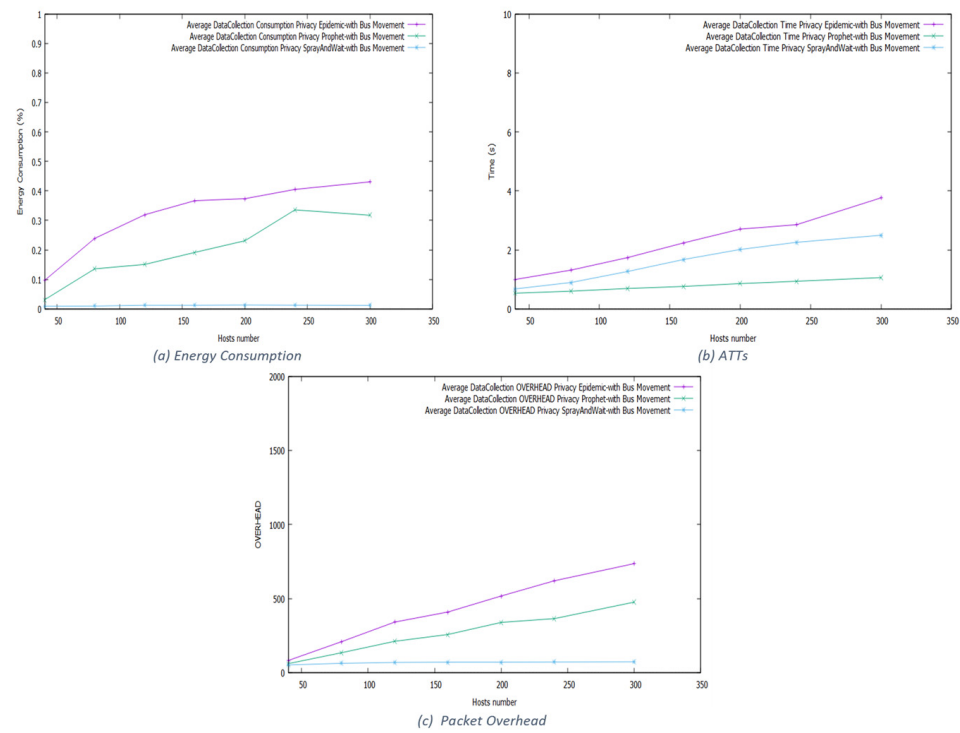 Average DataCollection Consumption Privacy Epidemic-with Bus Movement
Average DataCollection Consumption Privacy Prophet-with Bus Movement
Average DataCollection Consumption Privacy SprayAndWait-with Bus Movement
1
0.9
0.8
0.7
0.6
0.5
0.4
0.3
0.2
0.1
0
Energy Consumption (%)
50 100 150 200 250 300 350
Hosts number
(a) Energy Consumption
Average DataCollection Time Privacy Epidemic-with Bus Movement
Average DataCollection Time Privacy Prophet-with Bus Movement
Average DataCollection Time Privacy SprayAndWait-with Bus Movement
10
8
6
4
2
0
Time (s)
50 100 150 200 250 300 350
Hosts number
(b) ATTs
Average DataCollection OVERHEAD Privacy Epidemic-with Bus Movement
Average DataCollection OVERHEAD Privacy Prophet-with Bus Movement
Average DataCollection OVERHEAD Privacy SprayAndWait-with Bus Movement
2000
1500
1000
500
0
OVERHEAD
50 100 150 200 250 300 350
Hosts number
(c) Packet Overhead